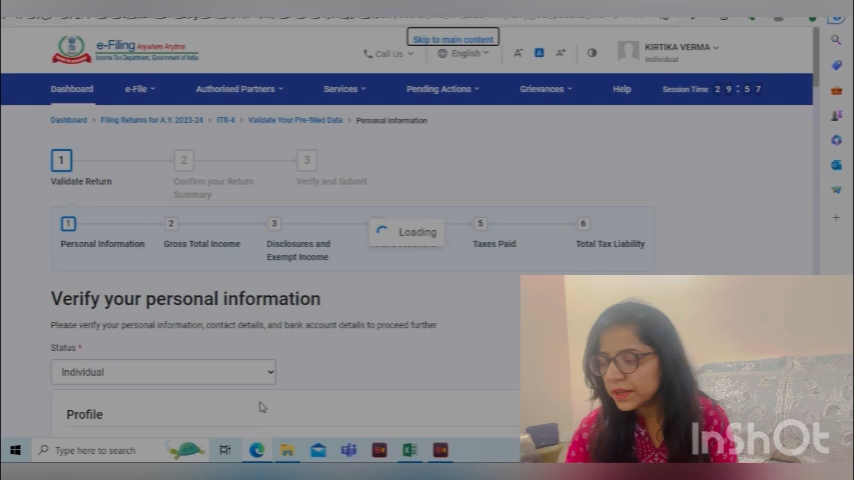 Skip to main content
e-Filing Anywhere Anytime
Income Tax Department, Government of India
Call Us
English
A⁻ A A⁺
KIRTIKA VERMA
Individual
Dashboard e-File Authorised Partners Services Pending Actions Grievances Help Session Time 2 9 : 5 7
Dashboard > Filing Returns for A.Y. 2023-24 > ITR-4 > Validate Your Pre-filled Data > Personal Information
1 2 3
Validate Return Confirm your Return Summary Verify and Submit
1 2 3 5 6
Personal Information Gross Total Income Disclosures and Exempt Income Taxes Paid Total Tax Liability
Loading
Verify your personal information
Please verify your personal information, contact details, and bank account details to proceed further
Status *
Individual
Profile
Type here to search
InShOt